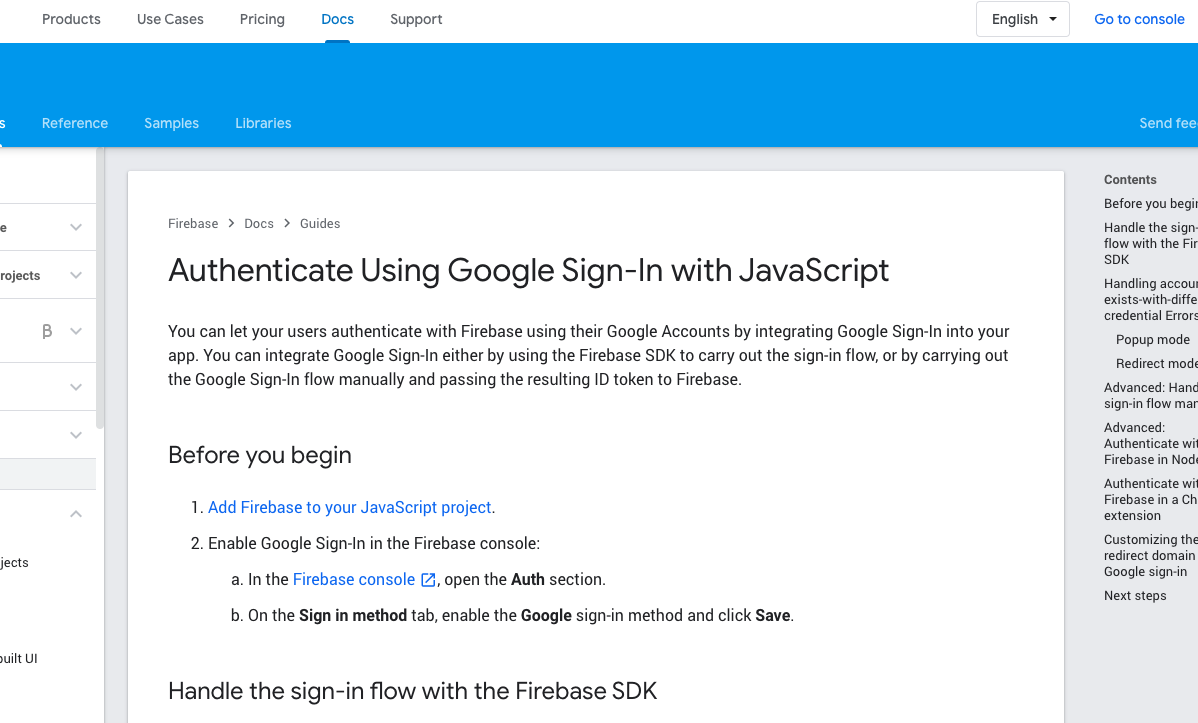 Products Use Cases Pricing Docs Support English Go to console
s Reference Samples Libraries Send fee
e
rojects
β
jects
built UI
Firebase > Docs > Guides
Authenticate Using Google Sign-In with JavaScript
You can let your users authenticate with Firebase using their Google Accounts by integrating Google Sign-In into your
app. You can integrate Google Sign-In either by using the Firebase SDK to carry out the sign-in flow, or by carrying out
the Google Sign-In flow manually and passing the resulting ID token to Firebase.
Before you begin
1. Add Firebase to your JavaScript project.
2. Enable Google Sign-In in the Firebase console:
a. In the Firebase console, open the Auth section.
b. On the Sign in method tab, enable the Google sign-in method and click Save.
Handle the sign-in flow with the Firebase SDK
Contents
Before you begin
Handle the sign-
flow with the Fir
SDK
Handling accour
exists-with-diffe
credential Errors
Popup mode
Redirect mode
Advanced: Hand
sign-in flow man
Advanced:
Authenticate wit
Firebase in Node
Authenticate wit
Firebase in a Ch
extension
Customizing the
redirect domain
Google sign-in
Next steps